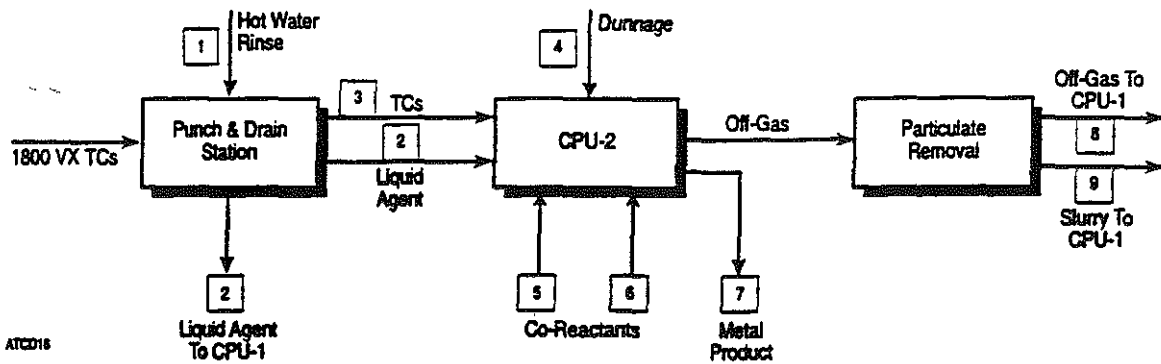 Hot Water
Rinse
1
Dunnage
4
3
TCs
Punch & Drain
Station
1800 VX TCs
2
Liquid
Agent
CPU-2
Off-Gas
Particulate
Removal
Off-Gas To
CPU-1
8
9
Slurry To
CPU-1
2
Liquid Agent
To CPU-1
5
6
Co-Reactants
7
Metal
Product
ATCD16